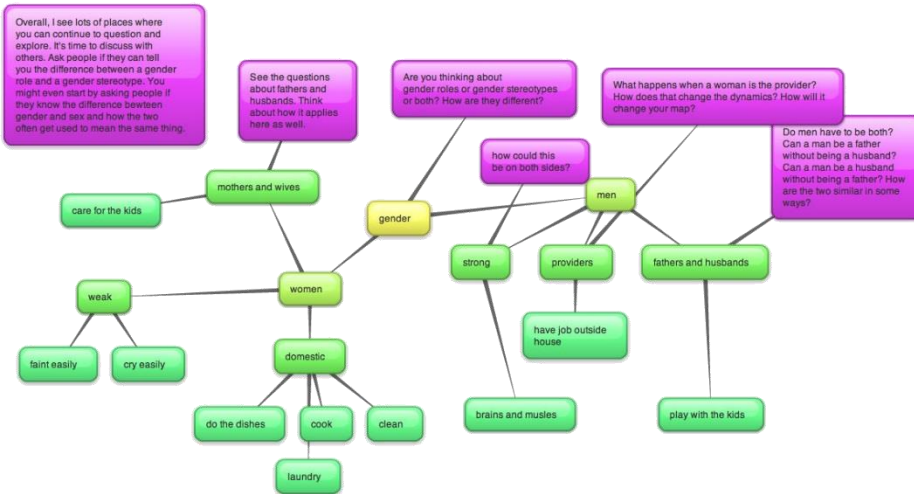 Overall, I see lots of places where
you can continue to question and
explore. It's time to discuss with
others. Ask people if they can tell
you the difference between a gender
role and a gender stereotype. You
might even start by asking people if
they know the difference bewteen
gender and sex and how the two
often get used to mean the same thing.
See the questions
about fathers and
husbands. Think
about how it applies
here as well.
Are you thinking about
gender roles or gender stereotypes
or both? How are they different?
What happens when a woman is the provider?
How does that change the dynamics? How will it
change your map?
Do men have to be both?
Can a man be a father
without being a husband?
Can a man be a husband
without being a father? How
are the two similar in some
ways?
how could this
be on both sides?
mothers and wives
men
care for the kids
gender
strong
providers
fathers and husbands
women
weak
have job outside
house
domestic
faint easily
cry easily
brains and musles
play with the kids
do the dishes
cook
clean
laundry